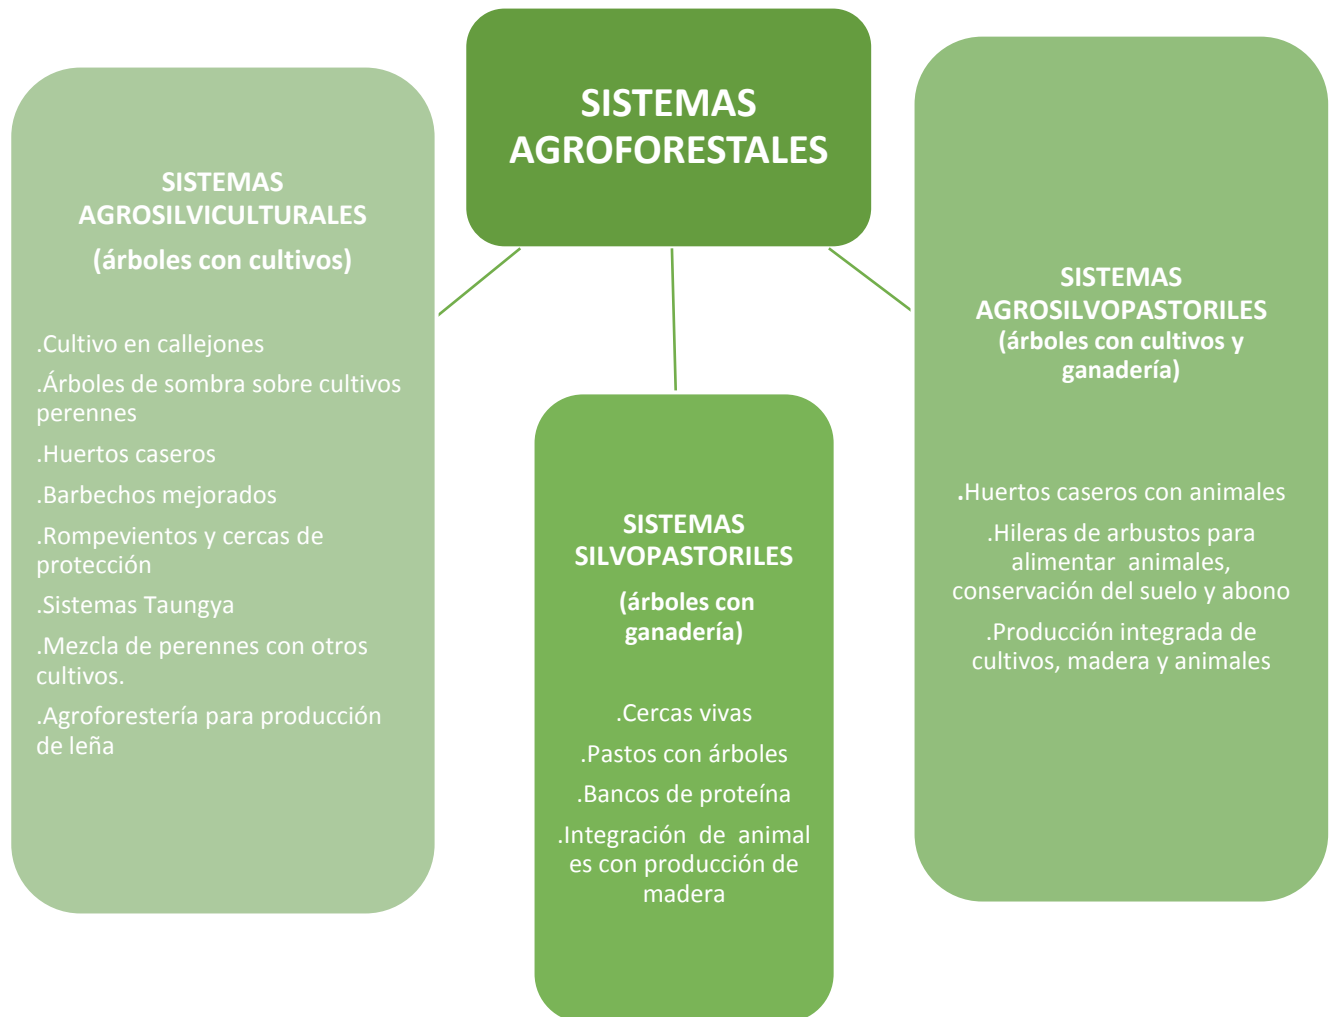 SISTEMAS
AGROFORESTALES
SISTEMAS
AGROSILVICULTURALES
(árboles con cultivos)
.Cultivo en callejones
.Árboles de sombra sobre cultivos
perennes
.Huertos caseros
.Barbechos mejorados
.Rompevientos y cercas de
protección
.Sistemas Taungya
.Mezcla de perennes con otros
cultivos.
.Agroforestería para producción
de leña
SISTEMAS
SILVOPASTORILES
(árboles con
ganadería)
.Cercas vivas
.Pastos con árboles
.Bancos de proteína
.Integración de animal
es con producción de
madera
SISTEMAS
AGROSILVOPASTORILES
(árboles con cultivos y
ganadería)
.Huertos caseros con animales
.Hileras de arbustos para
alimentar animales,
conservación del suelo y abono
.Producción integrada de
cultivos, madera y animales